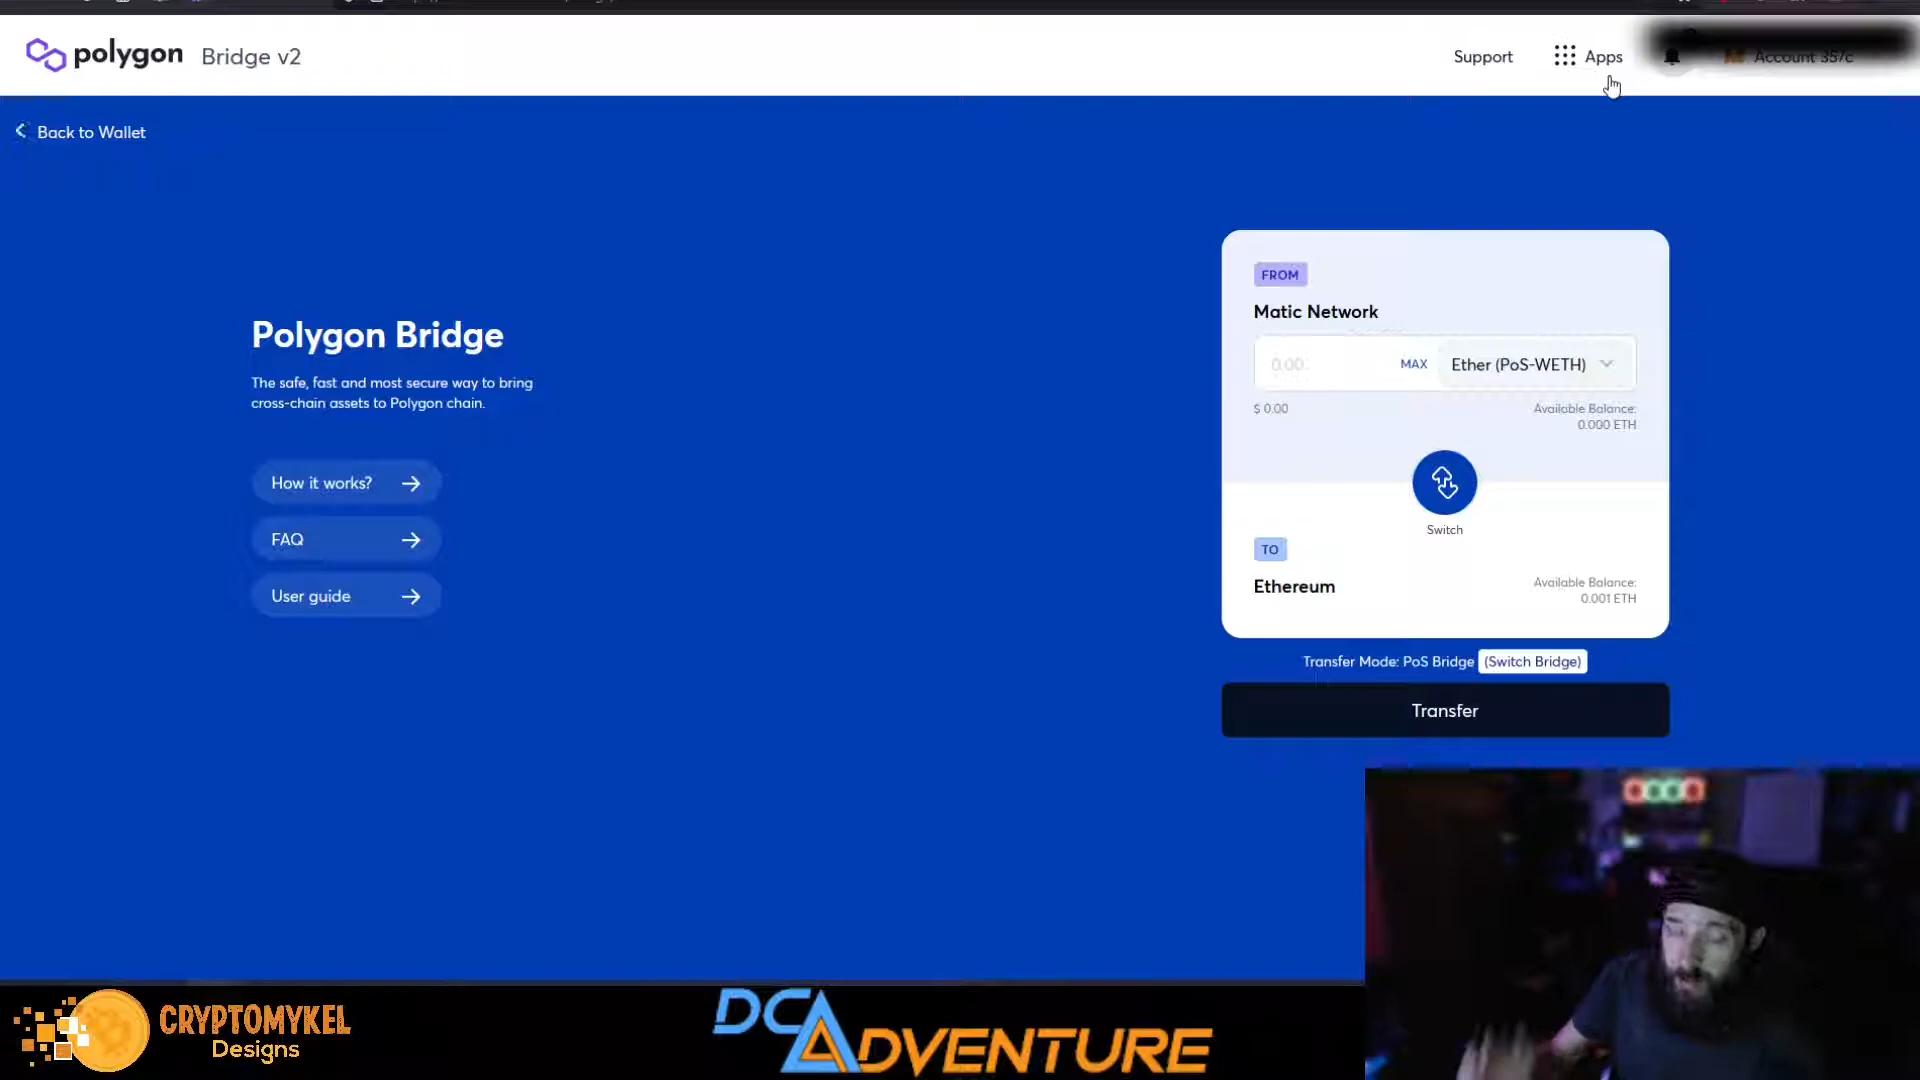 polygon Bridge v2
Support
Apps
Account 357c
Back to Wallet
Polygon Bridge
The safe, fast and most secure way to bring
cross-chain assets to Polygon chain.
How it works?
FAQ
User guide
FROM
Matic Network
0.00
MAX
Ether (PoS-WETH)
$ 0.00
Available Balance:
0.000 ETH
Switch
TO
Ethereum
Available Balance:
0.001 ETH
Transfer Mode: PoS Bridge (Switch Bridge)
Transfer
CRYPTOMYKEL
Designs
DCADVENTURE